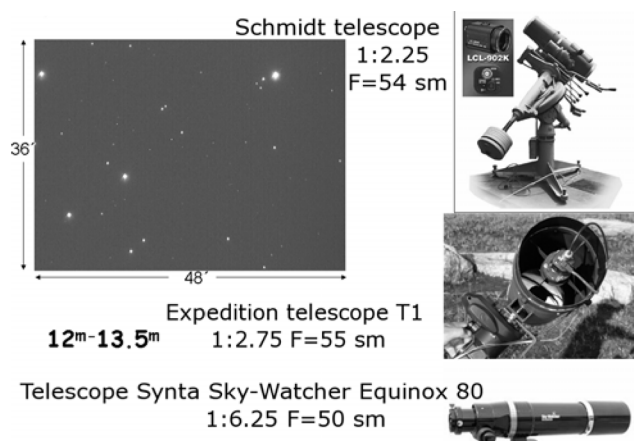 Schmidt telescope
1:2.25
F=54 sm
LCL-902K
36′
48′
Expedition telescope T1
12ᵐ-13.5ᵐ 1:2.75 F=55 sm
Telescope Synta Sky-Watcher Equinox 80
1:6.25 F=50 sm